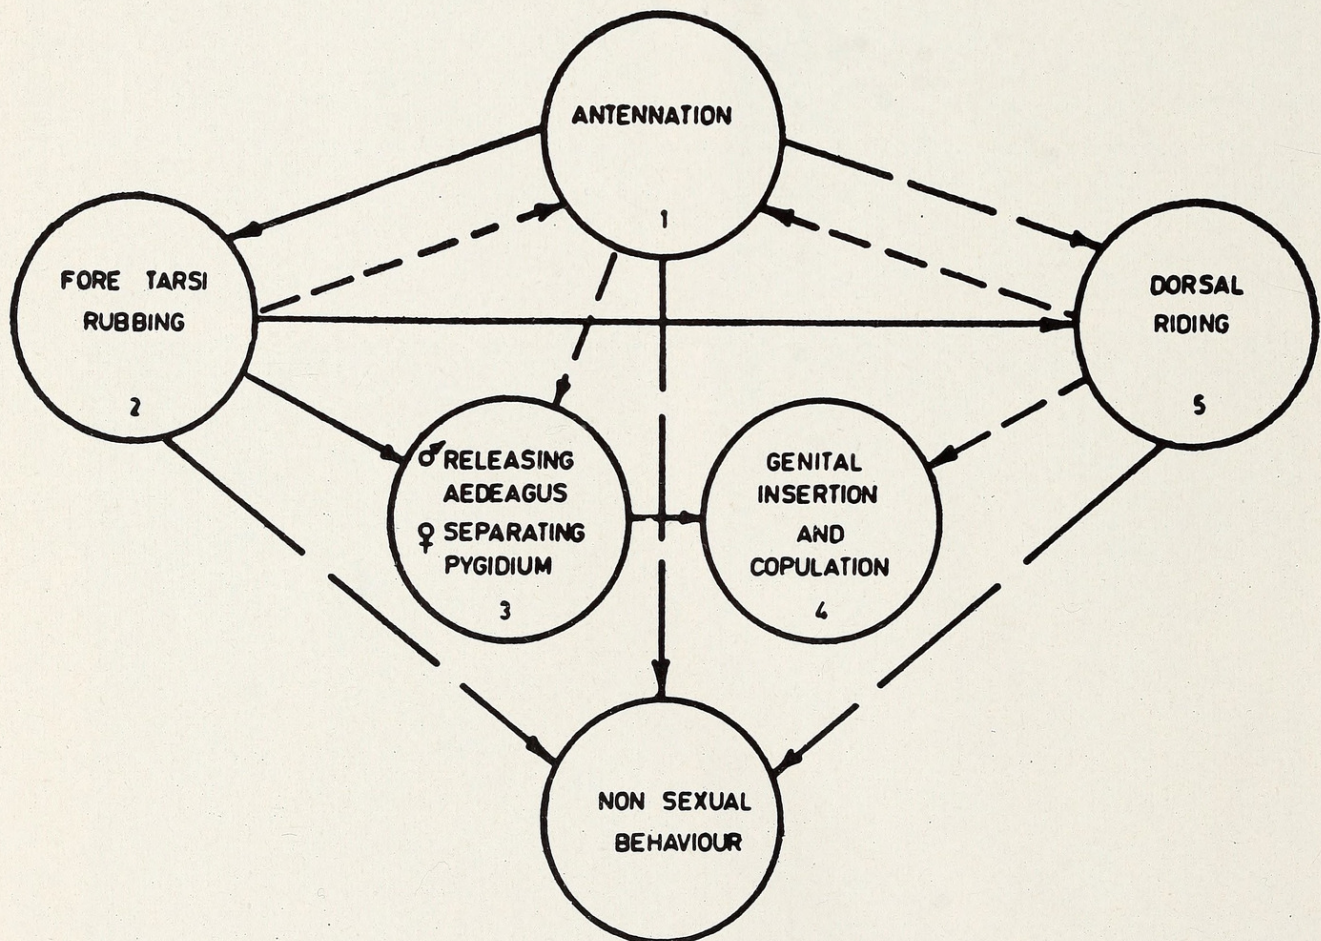 ANTENNATION
1
FORE TARSI
RUBBING
2
DORSAL
RIDING
5
♂ RELEASING
AEDEAGUS
♀ SEPARATING
PYGIDIUM
3
GENITAL
INSERTION
AND
COPULATION
4
NON SEXUAL
BEHAVIOUR